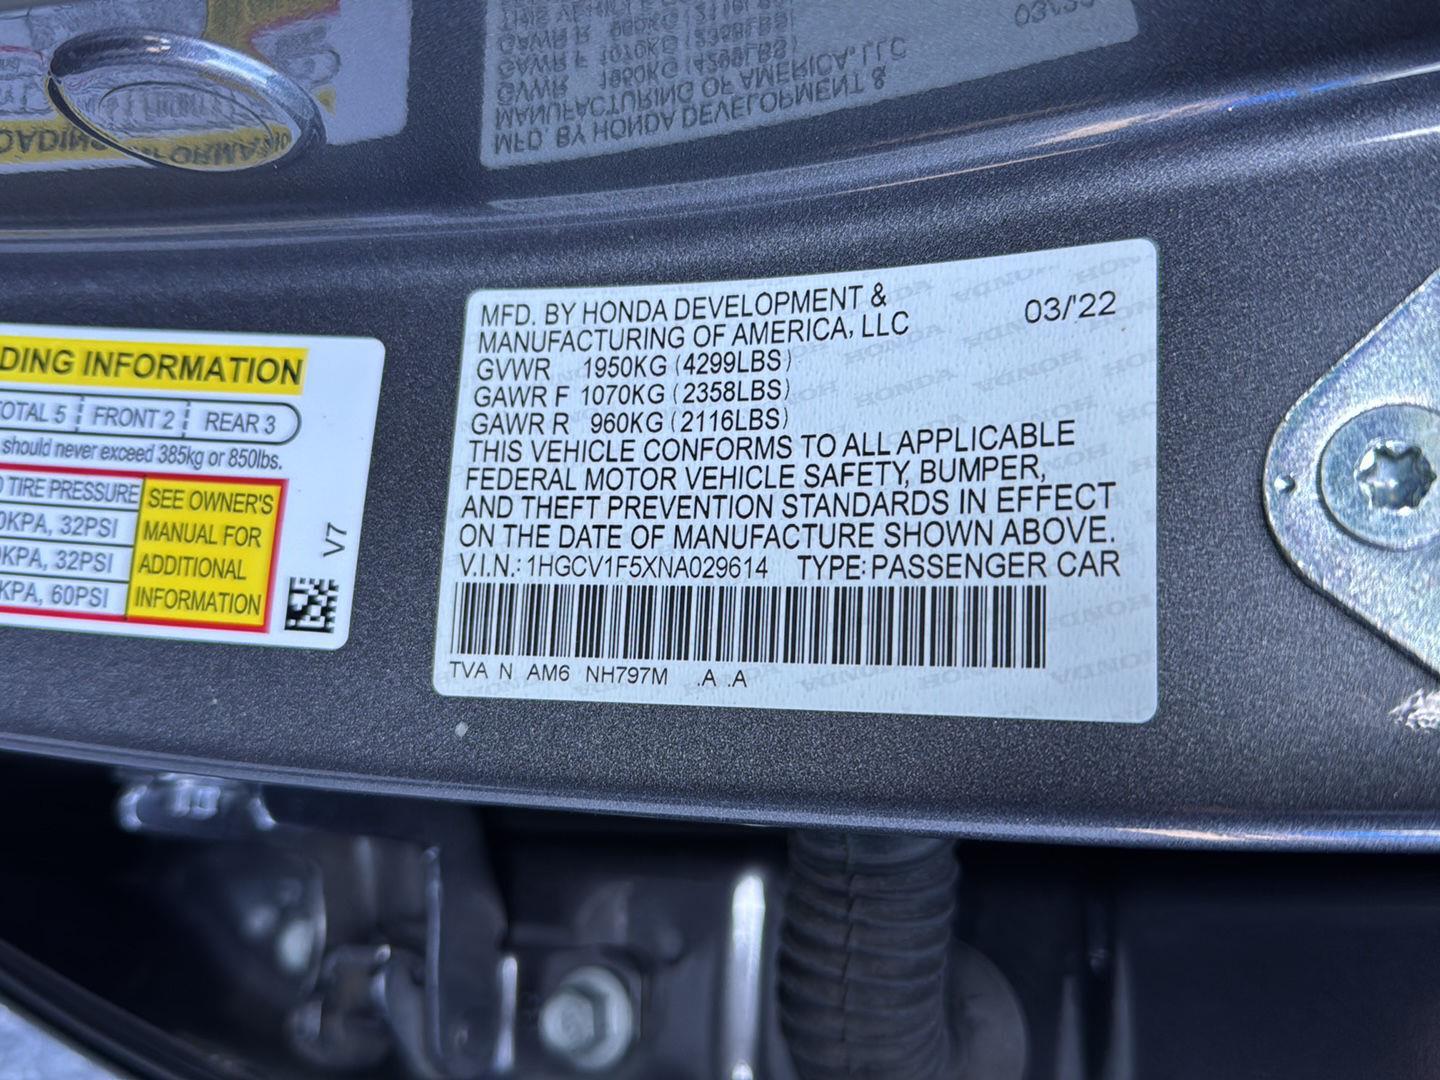 MFD. BY HONDA DEVELOPMENT &
MANUFACTURING OF AMERICA, LLC
03/'22
GVWR 1950KG (4299LBS)
GAWR F 1070KG (2358LBS)
GAWR R 960KG (2116LBS)
THIS VEHICLE CONFORMS TO ALL APPLICABLE
FEDERAL MOTOR VEHICLE SAFETY, BUMPER,
AND THEFT PREVENTION STANDARDS IN EFFECT
ON THE DATE OF MANUFACTURE SHOWN ABOVE.
V.I.N.: 1HGCV1F5XNA029614 TYPE: PASSENGER CAR
TVA N AM6 NH797M .A .A
DING INFORMATION
TOTAL 5 FRONT 2 REAR 3
should never exceed 385kg or 850lbs.
TIRE PRESSURE
0KPA, 32PSI
0KPA, 32PSI
KPA, 60PSI
SEE OWNER'S
MANUAL FOR
ADDITIONAL
INFORMATION
V7